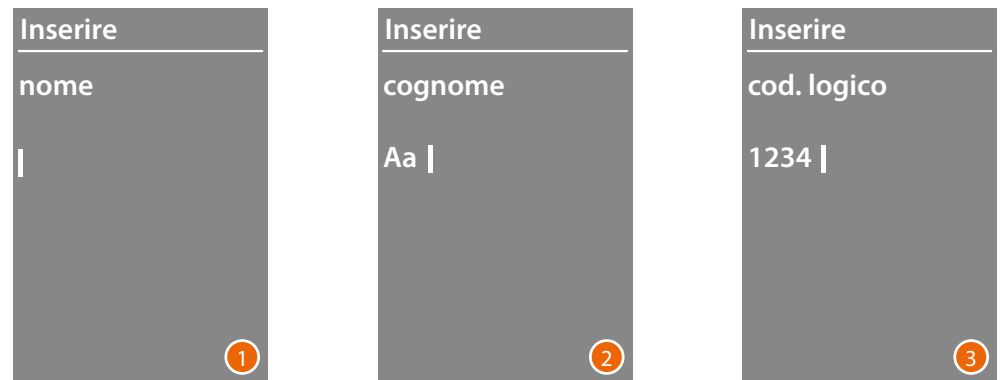 Inserire
nome
1
Inserire
cognome
Aa
2
Inserire
cod. logico
1234
3